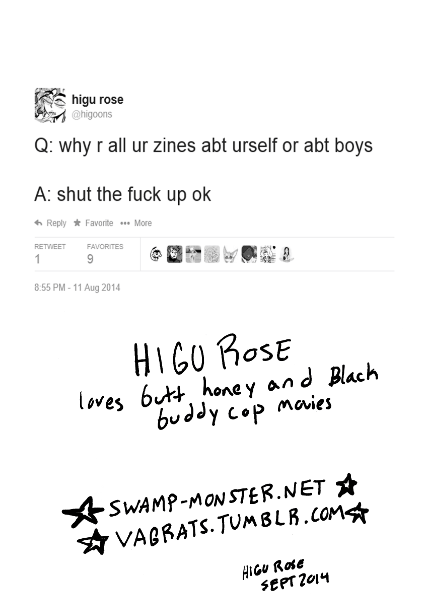 higu rose
@higoons
Q: why r all ur zines abt urself or abt boys
A: shut the fuck up ok
Reply Favorite More
RETWEET FAVORITES
1 9
8:55 PM - 11 Aug 2014
HIGU ROSE
loves butt honey and Black
buddy cop movies
SWAMP-MONSTER.NET
VAGRATS.TUMBLR.COM
HIGU ROSE
SEPT 2014